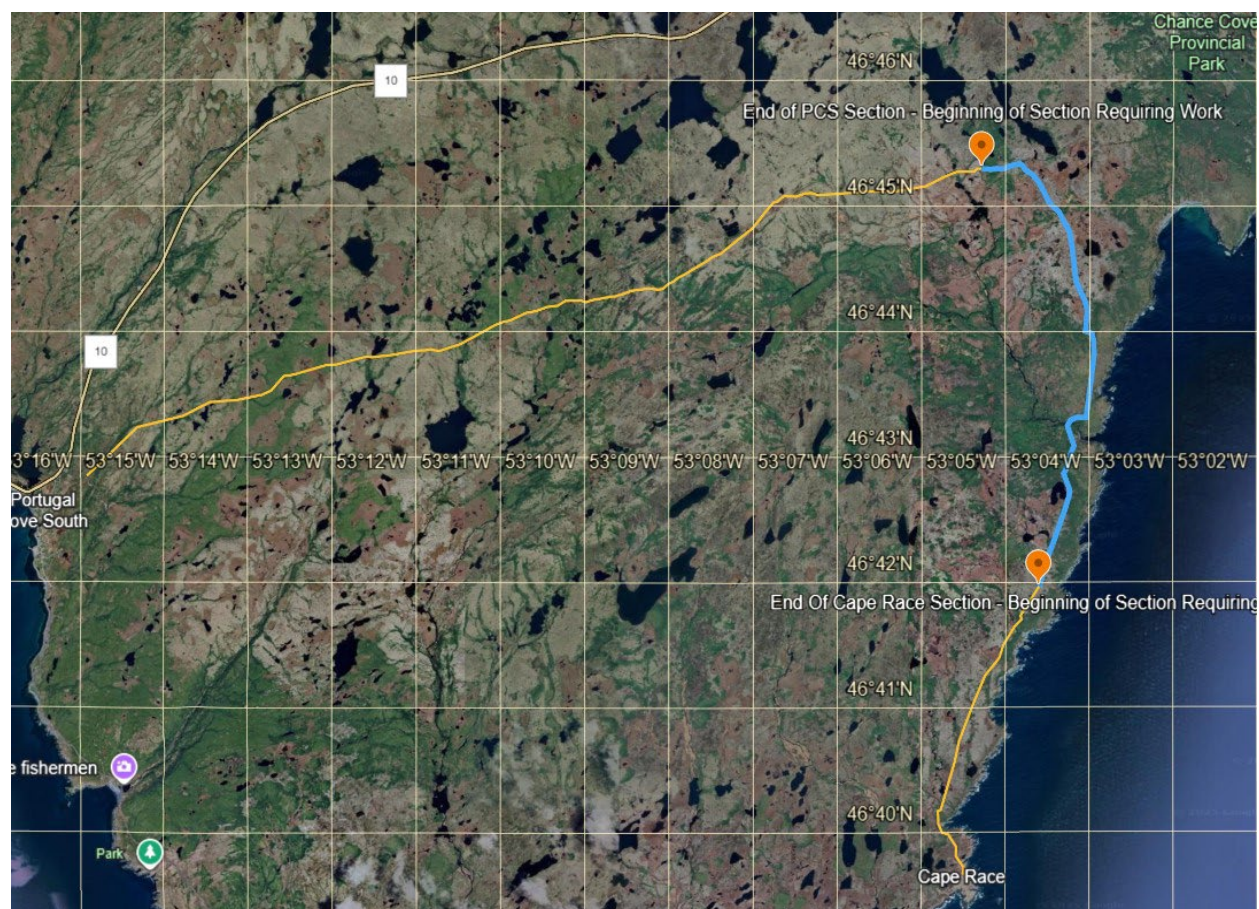 Chance Cove
Provincial
Park
46°46'N
10
End of PCS Section - Beginning of Section Requiring Work
46°45'N
46°44'N
10
46°43'N
3°16'W 53°15'W 53°14'W 53°13'W 53°12'W 53°11'W 53°10'W 53°09'W 53°08'W 53°07'W 53°06'W 53°05'W 53°04'W 53°03'W 53°02'W
Portugal
ove South
46°42'N
End Of Cape Race Section - Beginning of Section Requiring
46°41'N
e fishermen
46°40'N
Park
Cape Race